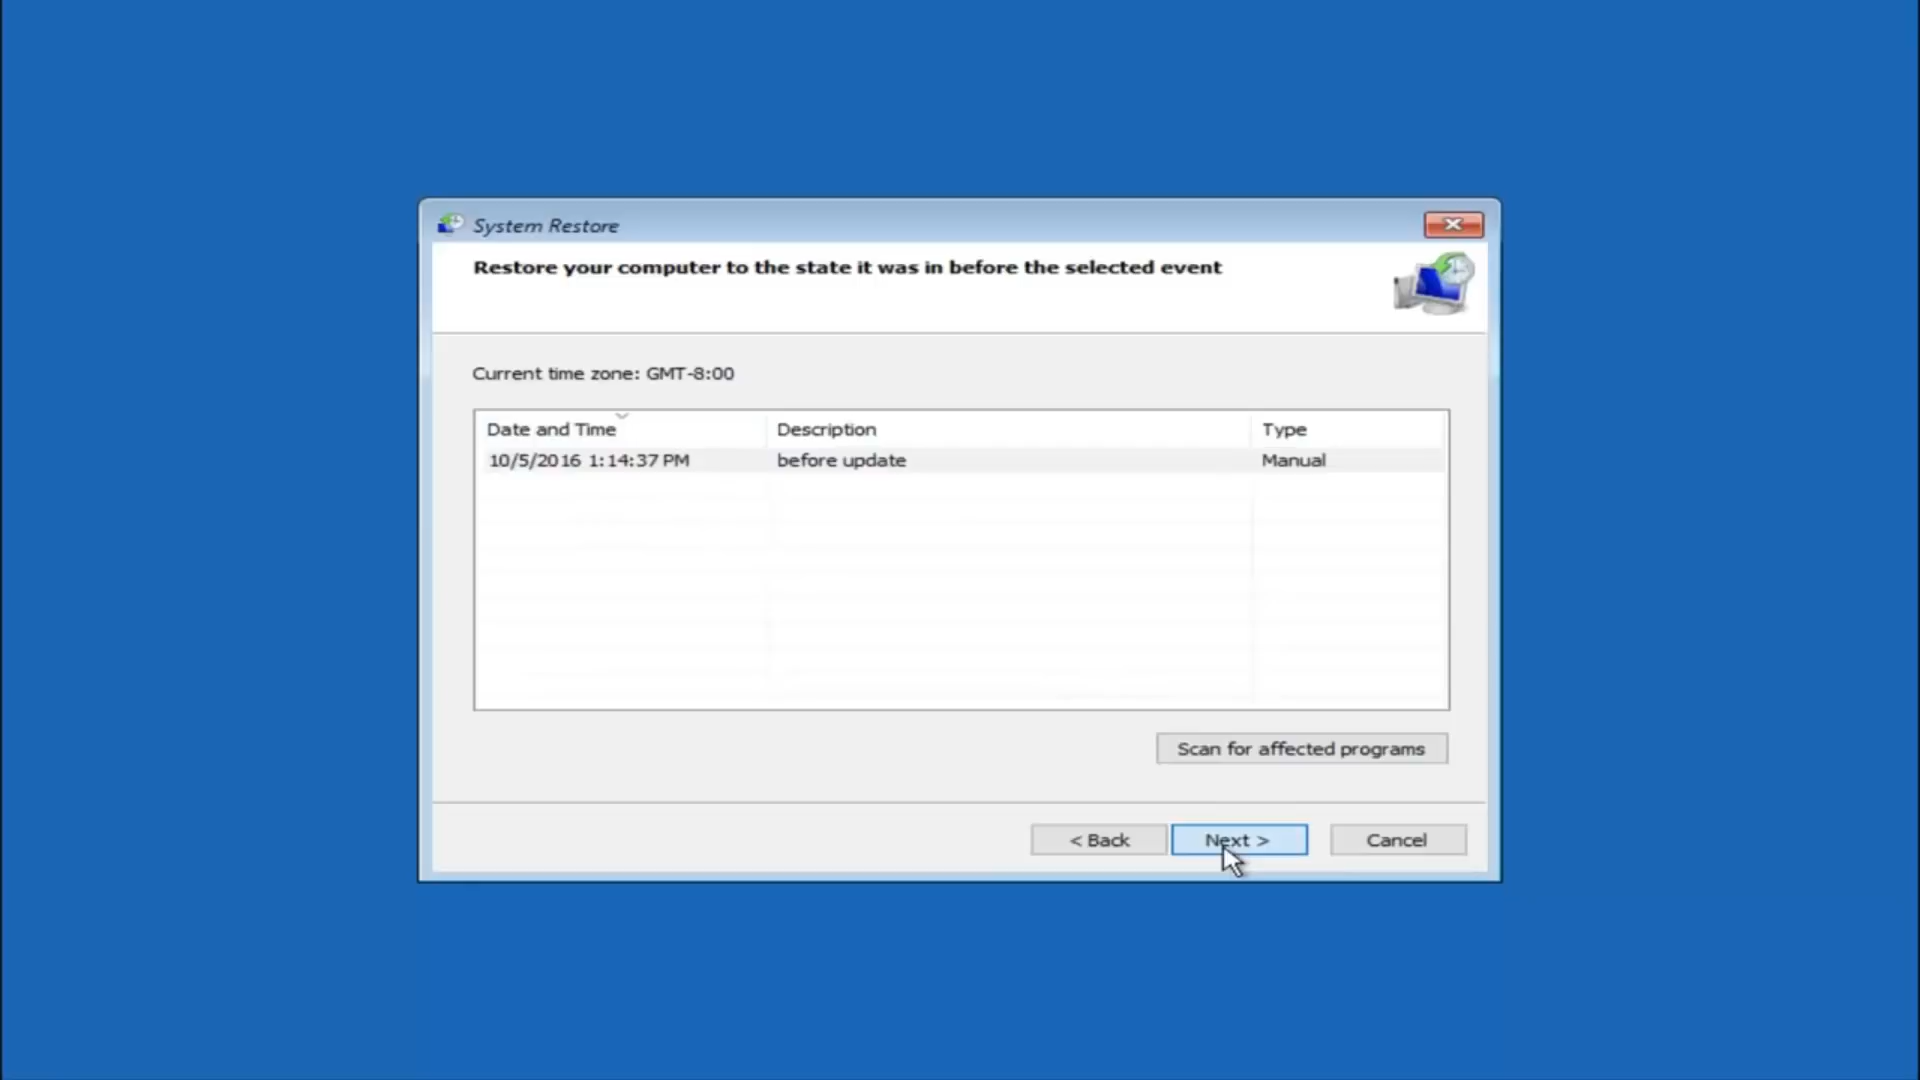 System Restore
Restore your computer to the state it was in before the selected event
Current time zone: GMT-8:00
Date and Time Description Type
10/5/2016 1:14:37 PM before update Manual
Scan for affected programs
< Back Next > Cancel